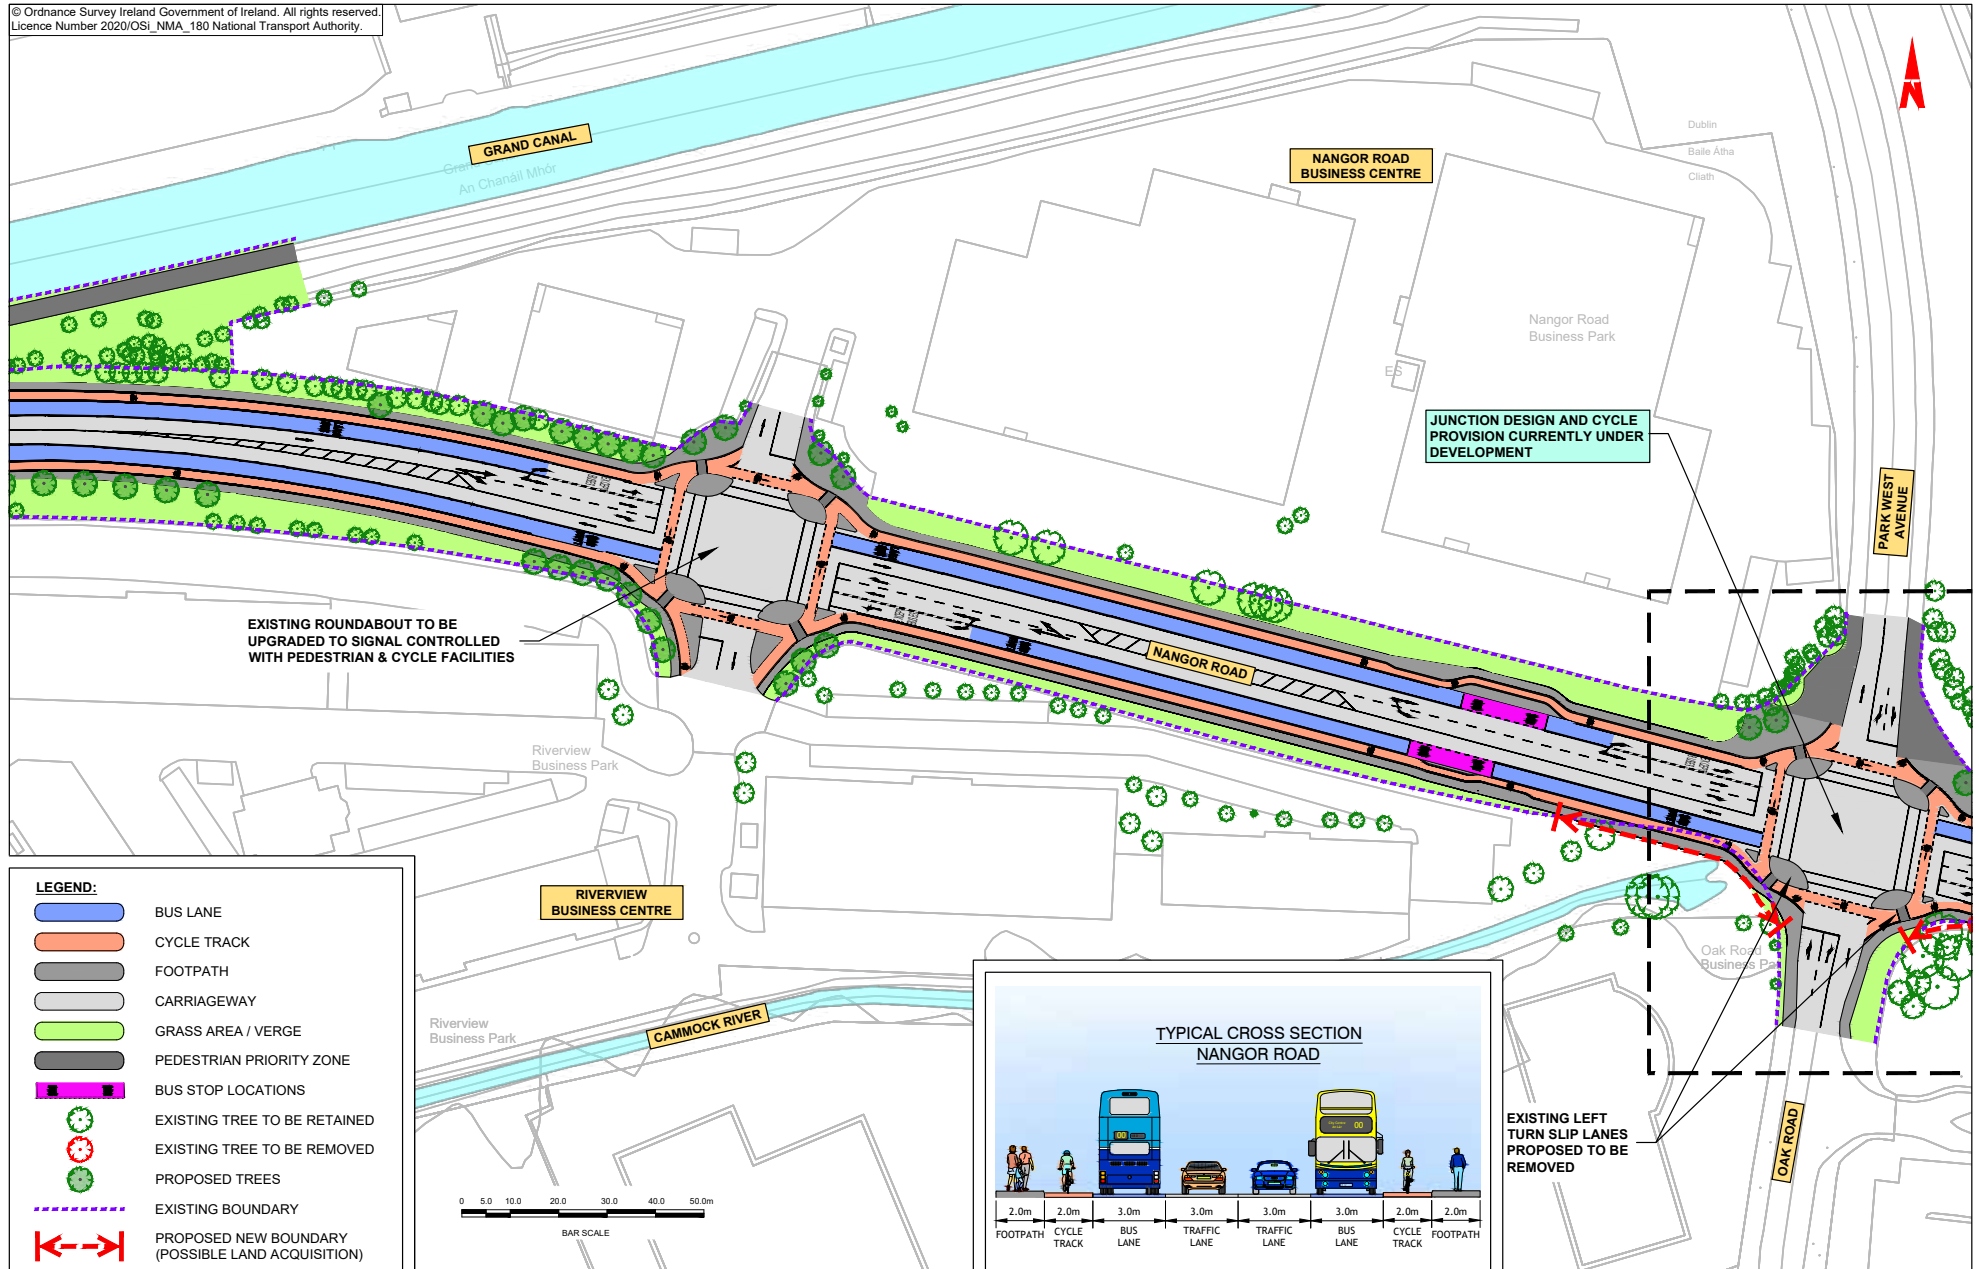 © Ordnance Survey Ireland Government of Ireland. All rights reserved.
Licence Number 2020/OSi_NMA_180 National Transport Authority.
GRAND CANAL
An Chanáil Mhór
NANGOR ROAD
BUSINESS CENTRE
Dublin
Baile Átha
Cliath
N
Nangor Road
Business Park
ES
JUNCTION DESIGN AND CYCLE
PROVISION CURRENTLY UNDER
DEVELOPMENT
PARK WEST
AVENUE
EXISTING ROUNDABOUT TO BE
UPGRADED TO SIGNAL CONTROLLED
WITH PEDESTRIAN & CYCLE FACILITIES
NANGOR ROAD
Riverview
Business Park
RIVERVIEW
BUSINESS CENTRE
Oak Road
Business Pa
Riverview
Business Park
CAMMOCK RIVER
EXISTING LEFT
TURN SLIP LANES
PROPOSED TO BE
REMOVED
OAK ROAD
LEGEND:
BUS LANE
CYCLE TRACK
FOOTPATH
CARRIAGEWAY
GRASS AREA / VERGE
PEDESTRIAN PRIORITY ZONE
BUS STOP LOCATIONS
EXISTING TREE TO BE RETAINED
EXISTING TREE TO BE REMOVED
PROPOSED TREES
EXISTING BOUNDARY
PROPOSED NEW BOUNDARY
(POSSIBLE LAND ACQUISITION)
0 5.0 10.0 20.0 30.0 40.0 50.0m
BAR SCALE
TYPICAL CROSS SECTION
NANGOR ROAD
00
00
2.0m 2.0m 3.0m 3.0m 3.0m 3.0m 2.0m 2.0m
FOOTPATH CYCLE TRACK BUS LANE TRAFFIC LANE TRAFFIC LANE BUS LANE CYCLE TRACK FOOTPATH